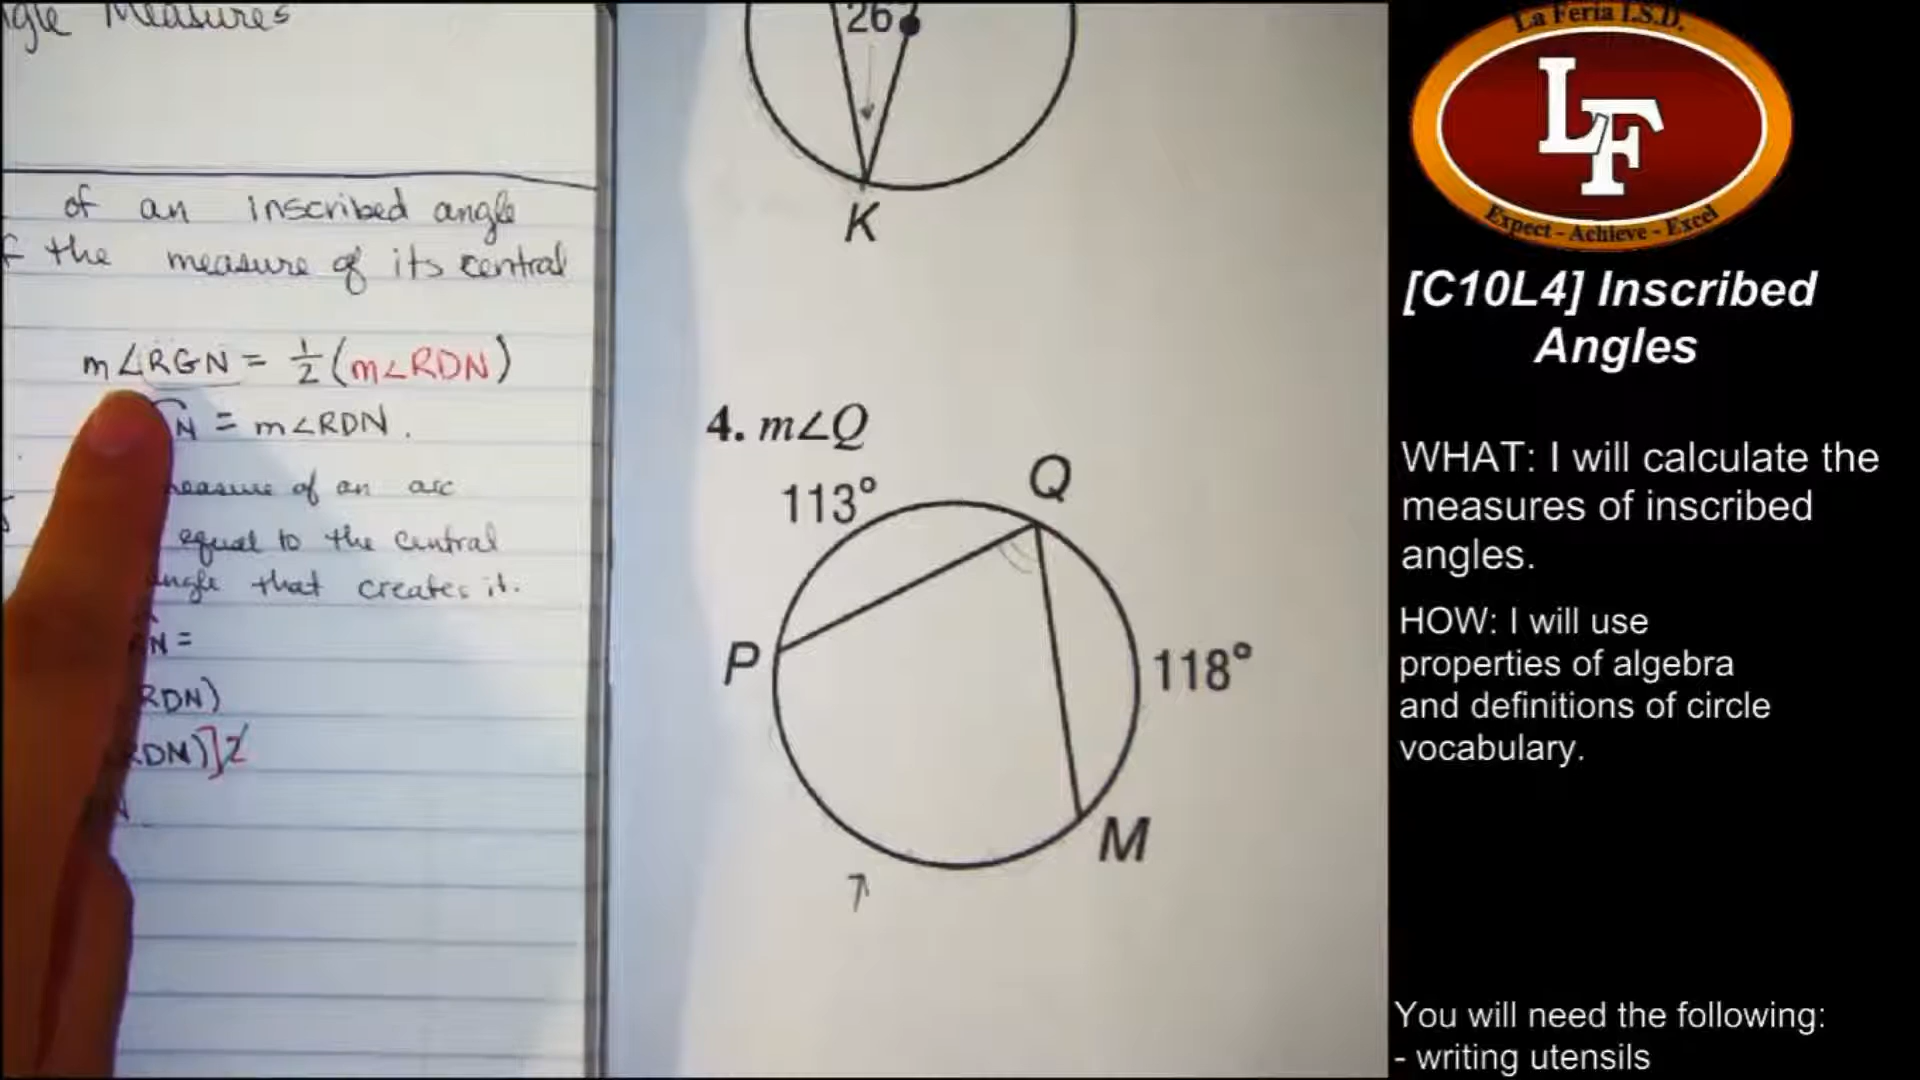 Measures
of an inscribed angle
the measure of its central
m∠RGN = 1/2 (m∠RDN)
N = m∠RDN.
of an arc
equal to the central
that creates it.
N =
RDN)
RDN)]2
26
K
4. m∠Q
113°
Q
P
118°
M
La Feria I.S.D.
LF
Expect - Achieve - Excel
[C10L4] Inscribed
Angles
WHAT: I will calculate the
measures of inscribed
angles.
HOW: I will use
properties of algebra
and definitions of circle
vocabulary.
You will need the following:
- writing utensils